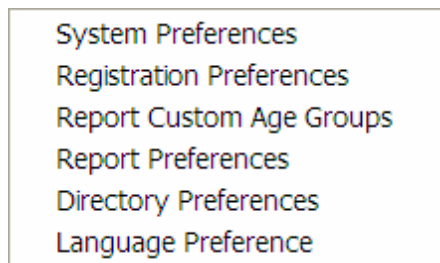 System Preferences
Registration Preferences
Report Custom Age Groups
Report Preferences
Directory Preferences
Language Preference